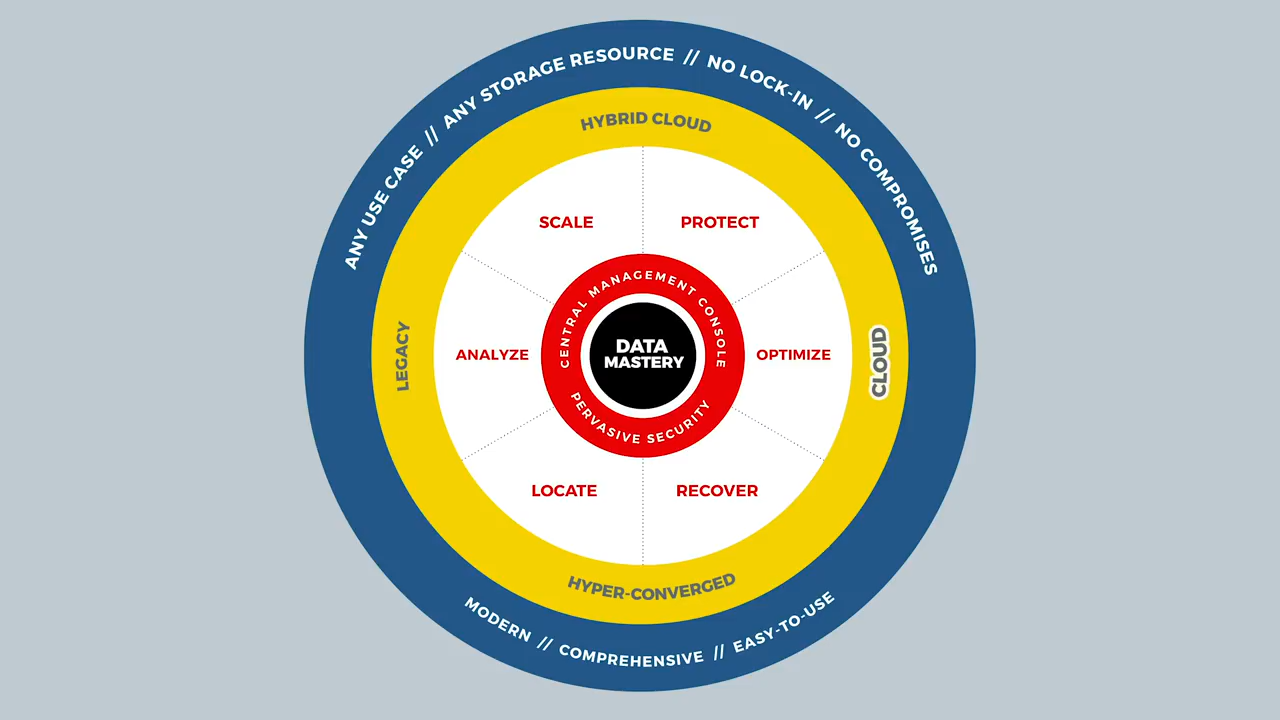 ANY USE CASE // ANY STORAGE RESOURCE // NO LOCK-IN // NO COMPROMISES
HYBRID CLOUD
SCALE
PROTECT
CENTRAL MANAGEMENT CONSOLE
LEGACY
ANALYZE
DATA
MASTERY
OPTIMIZE
CLOUD
PERVASIVE SECURITY
LOCATE
RECOVER
HYPER-CONVERGED
MODERN // COMPREHENSIVE // EASY-TO-USE